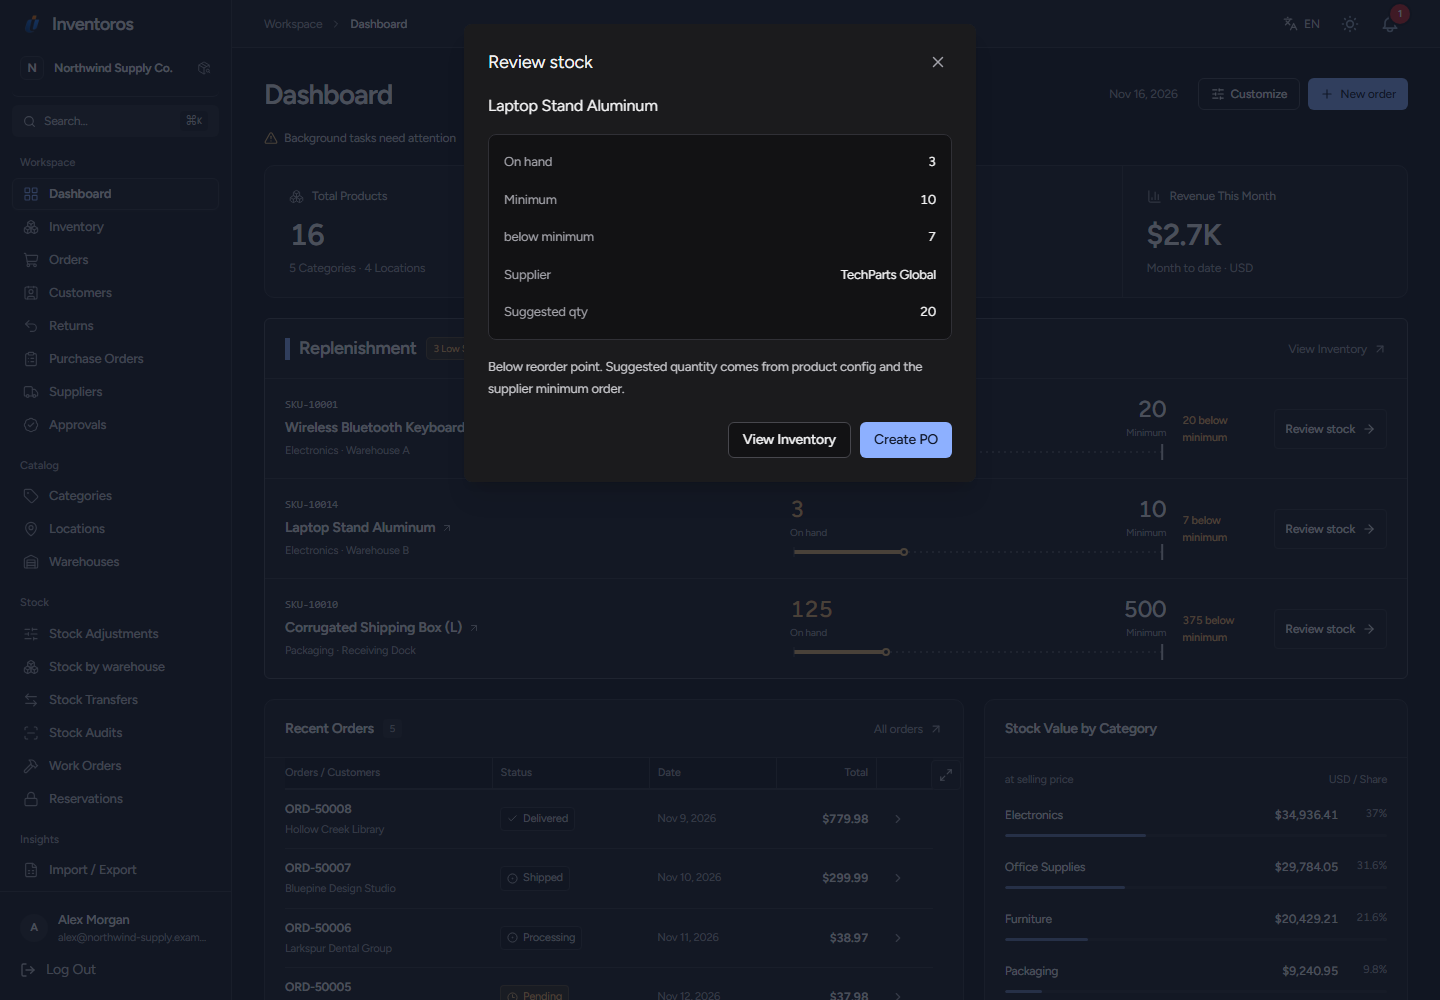 Inventoros
Workspace
Dashboard
EN
1
N
Northwind Supply Co.
Search...
⌘K
Workspace
Dashboard
Inventory
Orders
Customers
Returns
Purchase Orders
Suppliers
Approvals
Catalog
Categories
Locations
Warehouses
Stock
Stock Adjustments
Stock by warehouse
Stock Transfers
Stock Audits
Work Orders
Reservations
Insights
Import / Export
A
Alex Morgan
alex@northwind-supply.exam...
Log Out
Dashboard
Nov 16, 2026
Customize
New order
Background tasks need attention
Total Products
16
5 Categories · 4 Locations
Revenue This Month
$2.7K
Month to date · USD
Review stock
Laptop Stand Aluminum
On hand
3
Minimum
10
below minimum
7
Supplier
TechParts Global
Suggested qty
20
Below reorder point. Suggested quantity comes from product config and the
supplier minimum order.
View Inventory
Create PO
Replenishment
3 Low
View Inventory
SKU-10001
Wireless Bluetooth Keyboard
Electronics · Warehouse A
20
Minimum
20 below
minimum
Review stock
SKU-10014
Laptop Stand Aluminum
Electronics · Warehouse B
3
On hand
10
Minimum
7 below
minimum
Review stock
SKU-10010
Corrugated Shipping Box (L)
Packaging · Receiving Dock
125
On hand
500
Minimum
375 below
minimum
Review stock
Recent Orders
5
All orders
Orders / Customers
Status
Date
Total
ORD-50008
Hollow Creek Library
Delivered
Nov 9, 2026
$779.98
ORD-50007
Bluepine Design Studio
Shipped
Nov 10, 2026
$299.99
ORD-50006
Larkspur Dental Group
Processing
Nov 11, 2026
$38.97
ORD-50005
Pending
Nov 12, 2026
$37.98
Stock Value by Category
at selling price
USD / Share
Electronics
$34,936.41
37%
Office Supplies
$29,784.05
31.6%
Furniture
$20,429.21
21.6%
Packaging
$9,240.95
9.8%